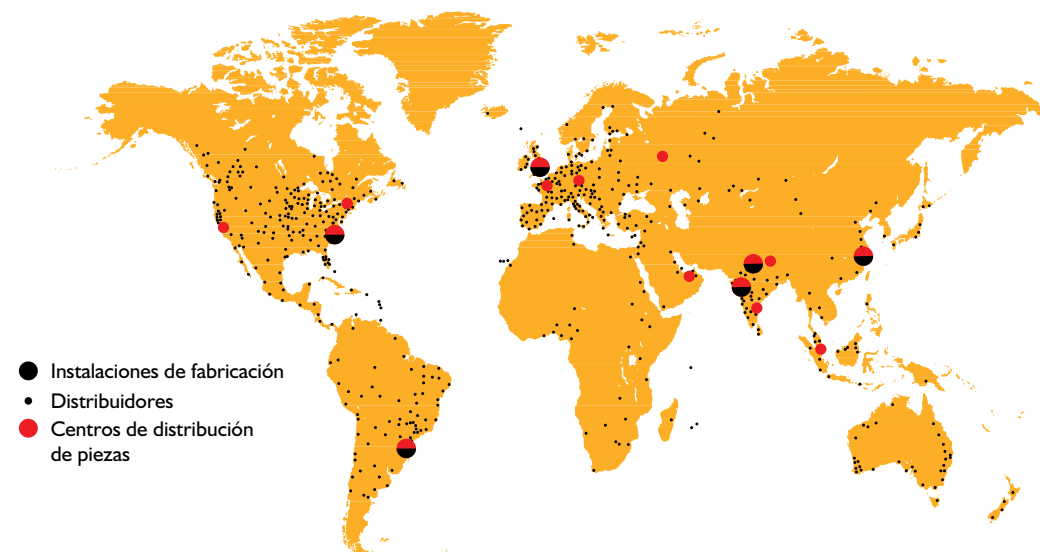 Instalaciones de fabricación
Distribuidores
Centros de distribución
de piezas